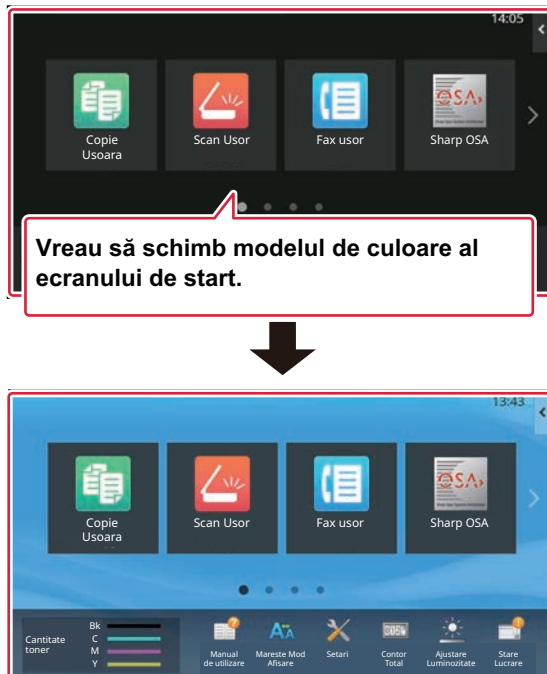 14:05
Copie
Usoara
Scan Usor
Fax usor
OSA
Sharp OSA
Vreau să schimb modelul de culoare al
ecranului de start.
13:43
Copie
Usoara
Scan Usor
Fax usor
OSA
Sharp OSA
Cantitate
toner
Bk
C
M
Y
Manual
de utilizare
Mareste Mod
Afisare
Setari
Contor
Total
Ajustare
Luminozitate
Stare
Lucrare